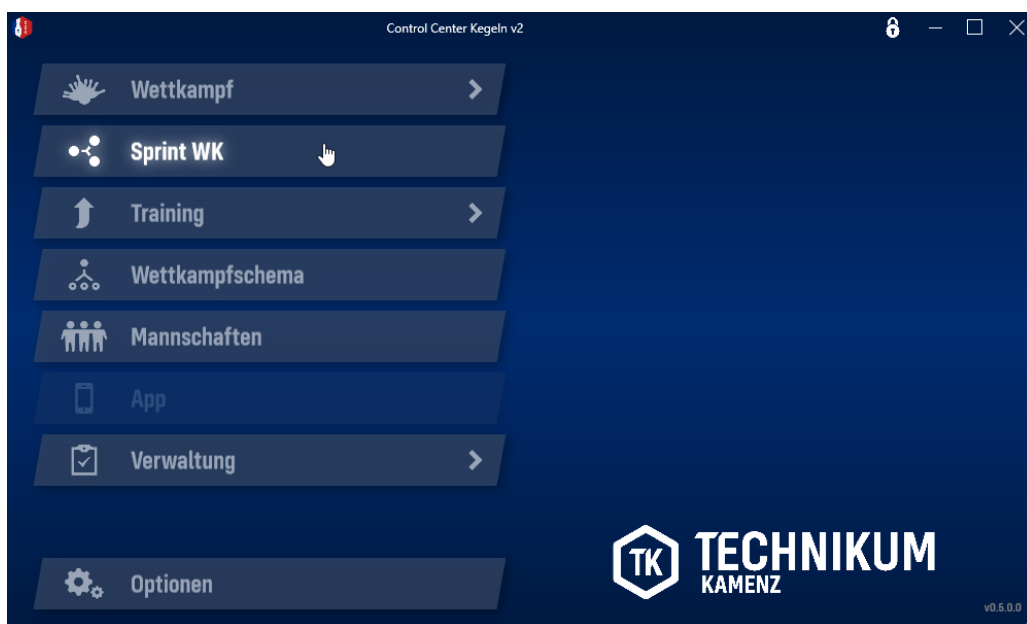 Control Center Kegeln v2
Wettkampf
Sprint WK
Training
Wettkampfschema
Mannschaften
App
Verwaltung
Optionen
TK
TECHNIKUM
KAMENZ
v0.5.0.0